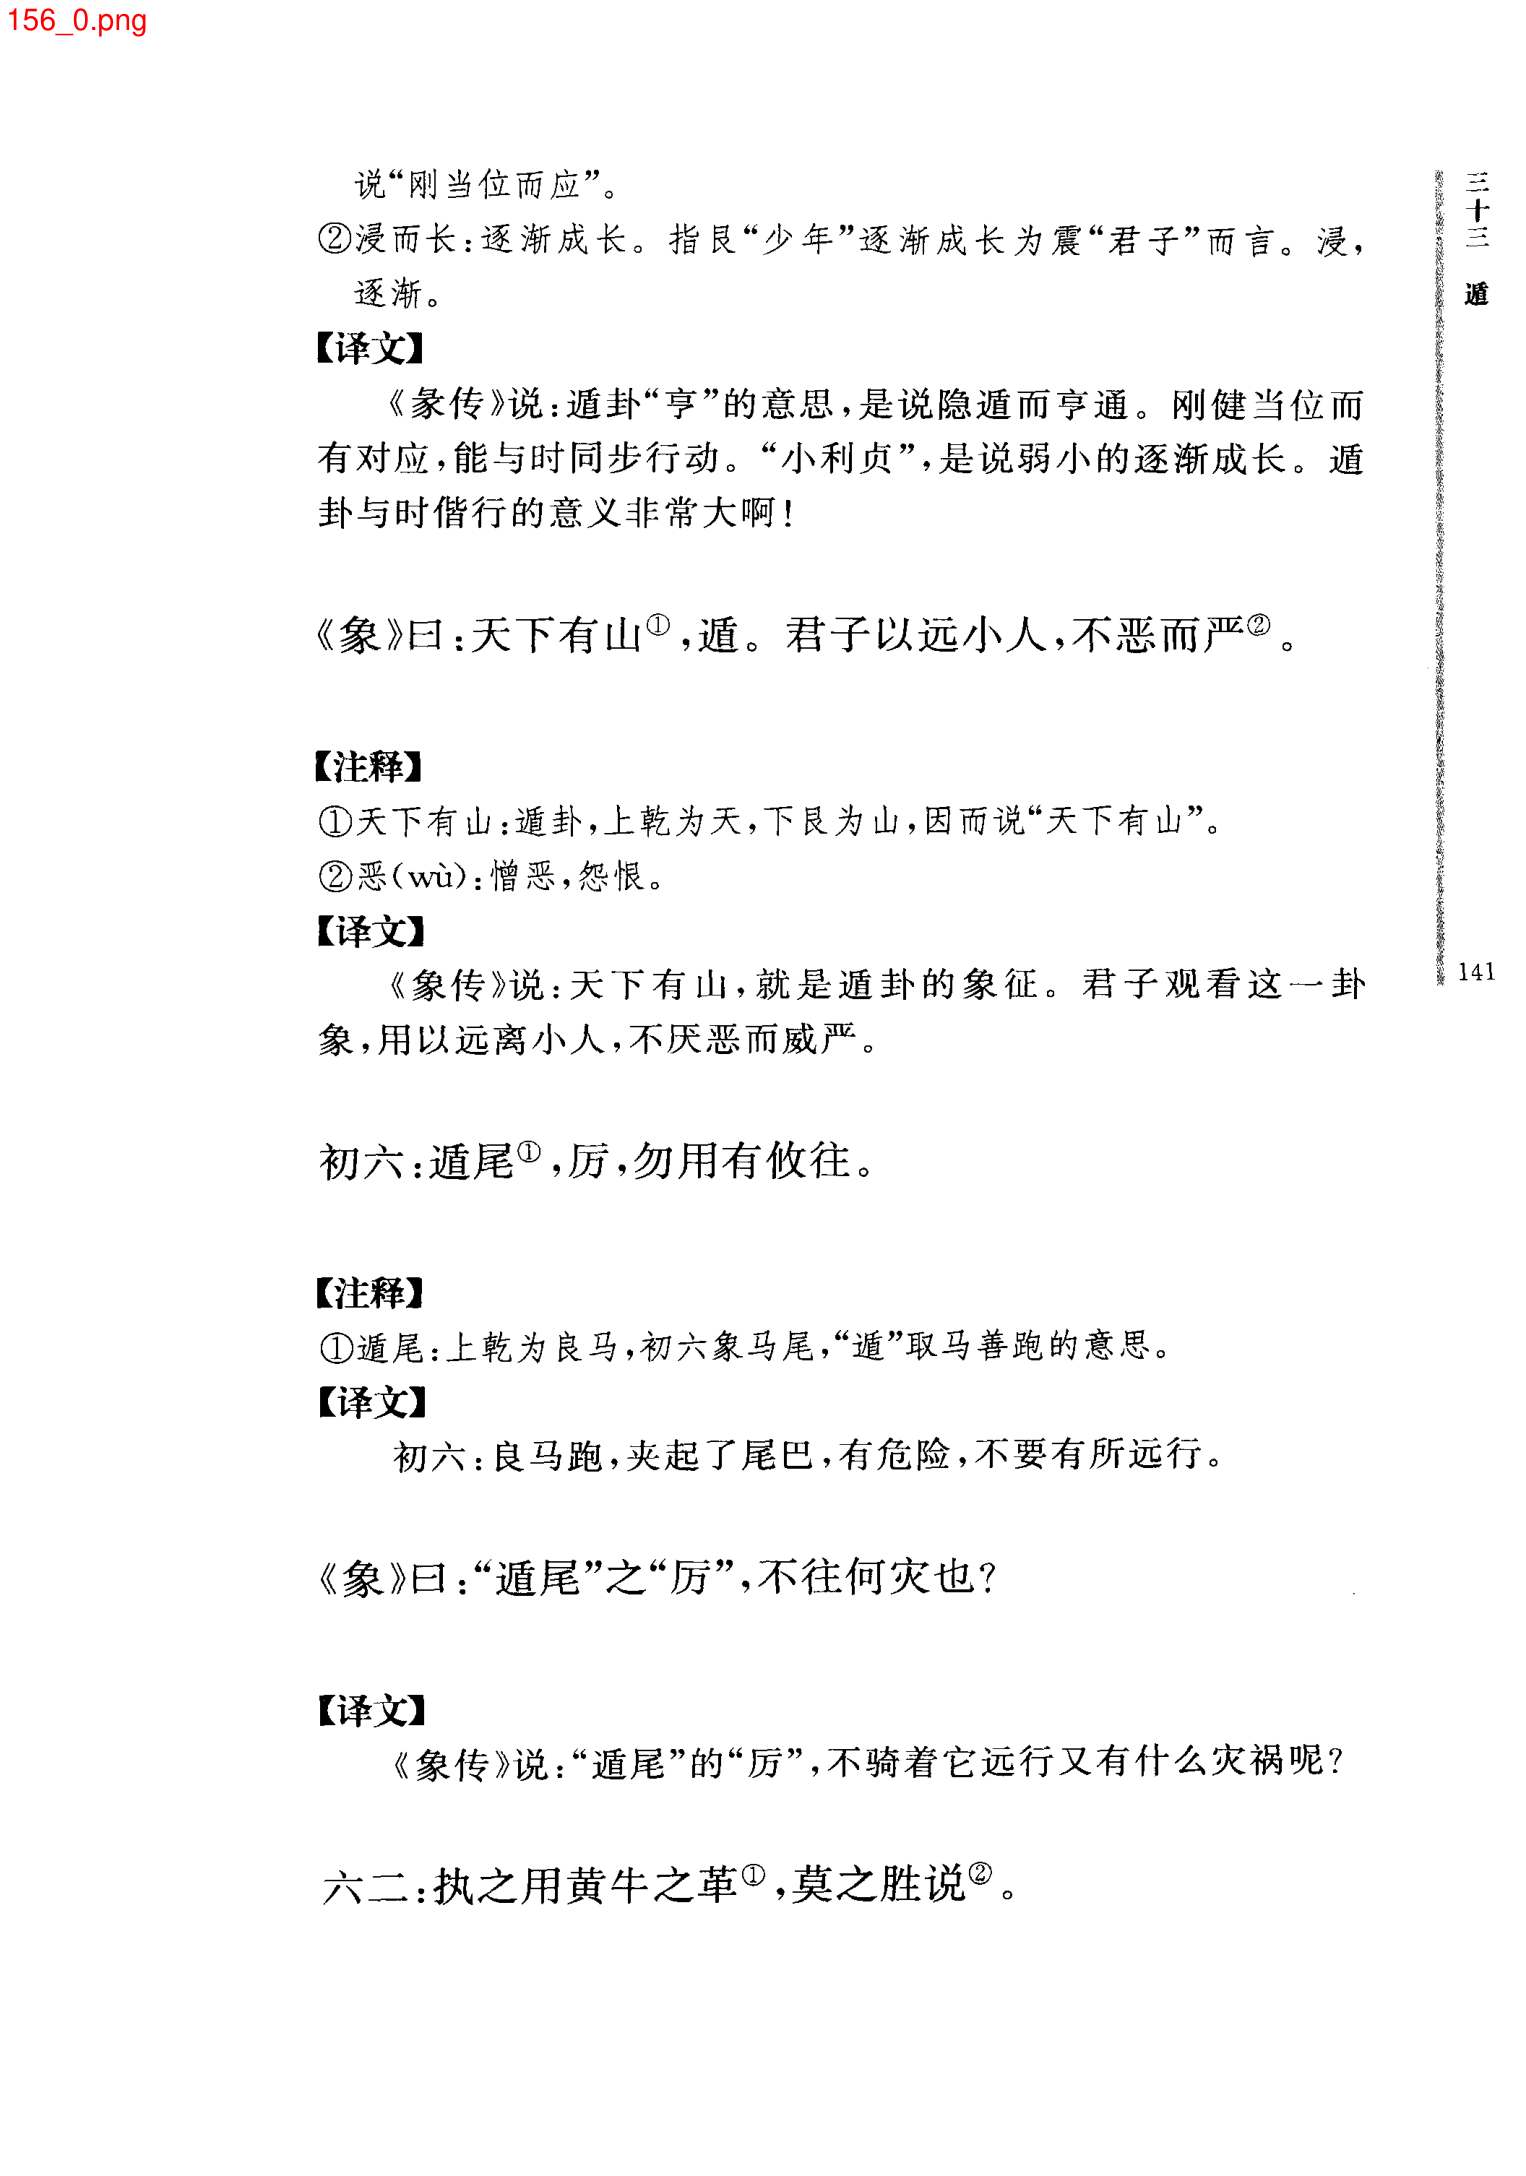 156_0.png
说“刚当位而应”。
②浸而长:逐渐成长。指艮“少年”逐渐成长为震“君子”而言。浸,
逐渐。
【译文】
《彖传》说:遁卦“亨”的意思,是说隐遁而亨通。刚健当位而
有对应,能与时同步行动。“小利贞”,是说弱小的逐渐成长。遁
卦与时偕行的意义非常大啊!
《象》曰:天下有山①,遁。君子以远小人,不恶而严②。
【注释】
①天下有山:遁卦,上乾为天,下艮为山,因而说“天下有山”。
②恶(wù):憎恶,怨恨。
【译文】
《象传》说:天下有山,就是遁卦的象征。君子观看这一卦
象,用以远离小人,不厌恶而威严。
初六:遁尾①,厉,勿用有攸往。
【注释】
①遁尾:上乾为良马,初六象马尾,“遁”取马善跑的意思。
【译文】
初六:良马跑,夹起了尾巴,有危险,不要有所远行。
《象》曰:“遁尾”之“厉”,不往何灾也?
【译文】
《象传》说:“遁尾”的“厉”,不骑着它远行又有什么灾祸呢?
六二:执之用黄牛之革①,莫之胜说②。
三十三 遁
141